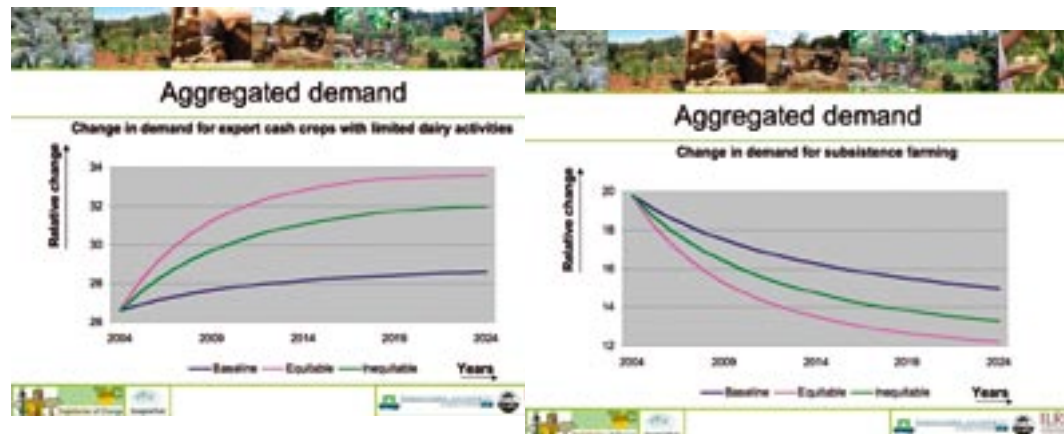 Aggregated demand
Change in demand for export cash crops with limited dairy activities
Relative change
34
32
30
28
26
2004 2009 2014 2019 2024
Baseline Equitable Inequitable Years
Aggregated demand
Change in demand for subsistence farming
Relative change
20
18
16
14
12
2004 2009 2014 2019 2024
Baseline Equitable Inequitable Years